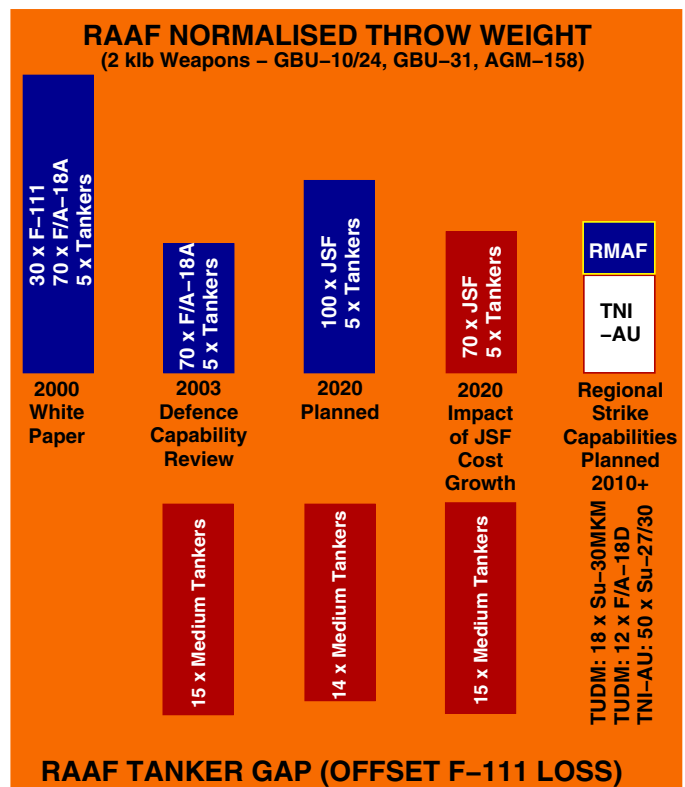 RAAF NORMALISED THROW WEIGHT
(2 klb Weapons − GBU−10/24, GBU−31, AGM−158)
30 x F−111
70 x F/A−18A
5 x Tankers
70 x F/A−18A
5 x Tankers
100 x JSF
5 x Tankers
70 x JSF
5 x Tankers
RMAF
TNI
−AU
2000
White
Paper
2003
Defence
Capability
Review
2020
Planned
2020
Impact
of JSF
Cost
Growth
Regional
Strike
Capabilities
Planned
2010+
15 x Medium Tankers
14 x Medium Tankers
15 x Medium Tankers
TUDM: 18 x Su−30MKM
TUDM: 12 x F/A−18D
TNI−AU: 50 x Su−27/30
RAAF TANKER GAP (OFFSET F−111 LOSS)